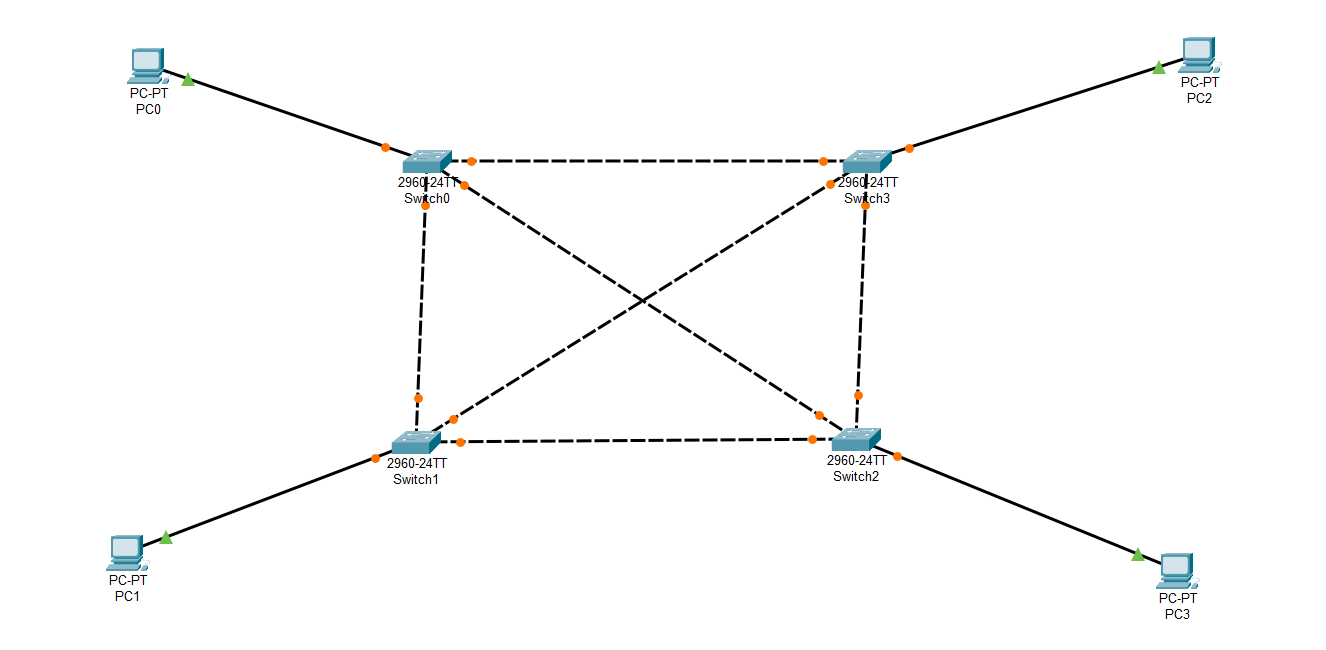 PC-PT
PC0
PC-PT
PC2
2960-24TT
Switch0
2960-24TT
Switch3
2960-24TT
Switch1
2960-24TT
Switch2
PC-PT
PC1
PC-PT
PC3